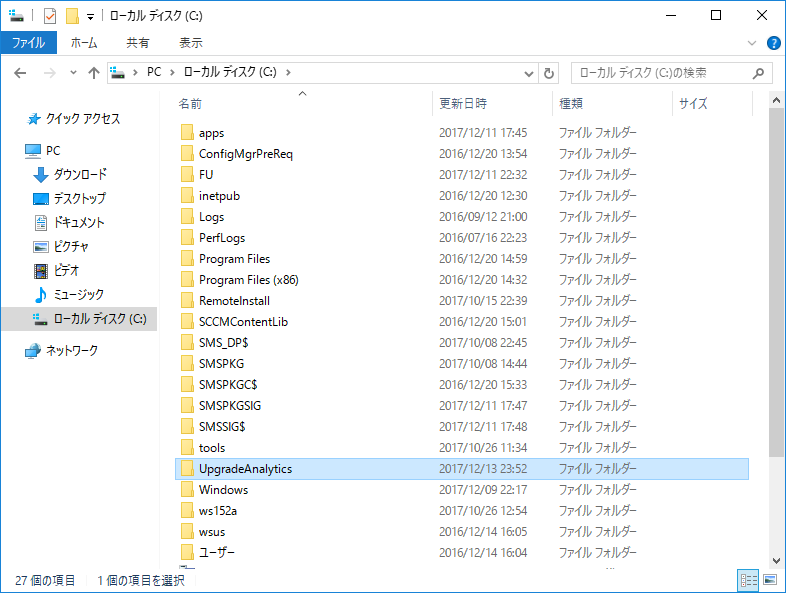 ローカル ディスク (C:)
ファイル ホーム 共有 表示
PC ローカル ディスク (C:) ローカル ディスク (C:)の検索
名前 更新日時 種類 サイズ
クイック アクセス
PC
ダウンロード
デスクトップ
ドキュメント
ピクチャ
ビデオ
ミュージック
ローカル ディスク (C:)
ネットワーク
apps 2017/12/11 17:45 ファイル フォルダー
ConfigMgrPreReq 2016/12/20 13:54 ファイル フォルダー
FU 2017/12/11 22:32 ファイル フォルダー
inetpub 2016/12/20 12:30 ファイル フォルダー
Logs 2016/09/12 21:00 ファイル フォルダー
PerfLogs 2016/07/16 22:23 ファイル フォルダー
Program Files 2016/12/20 14:59 ファイル フォルダー
Program Files (x86) 2016/12/20 14:32 ファイル フォルダー
RemoteInstall 2017/10/15 22:39 ファイル フォルダー
SCCMContentLib 2016/12/20 15:01 ファイル フォルダー
SMS_DP$ 2017/10/08 22:45 ファイル フォルダー
SMSPKG 2017/10/08 14:44 ファイル フォルダー
SMSPKGC$ 2016/12/20 15:33 ファイル フォルダー
SMSPKGSIG 2017/12/11 17:47 ファイル フォルダー
SMSSIG$ 2017/12/11 17:48 ファイル フォルダー
tools 2017/10/26 11:34 ファイル フォルダー
UpgradeAnalytics 2017/12/13 23:52 ファイル フォルダー
Windows 2017/12/09 22:17 ファイル フォルダー
ws152a 2017/10/26 12:54 ファイル フォルダー
wsus 2016/12/14 16:05 ファイル フォルダー
ユーザー 2016/12/14 16:04 ファイル フォルダー
27 個の項目 1 個の項目を選択